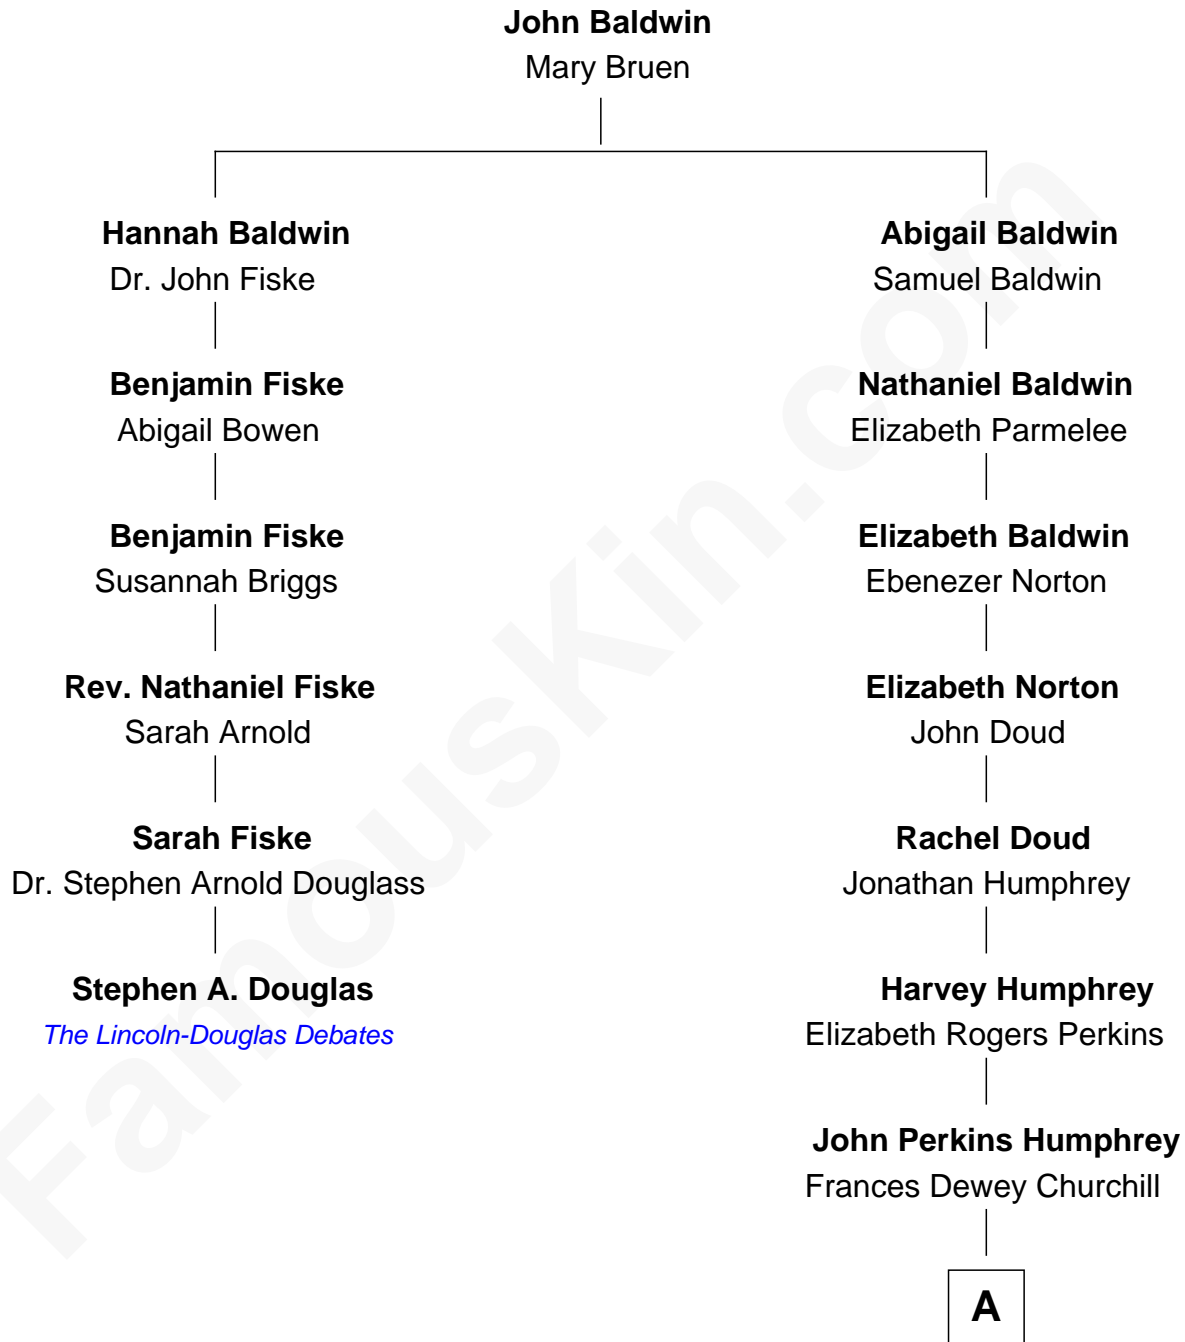 John Baldwin
Mary Bruen
Hannah Baldwin
Dr. John Fiske
Benjamin Fiske
Abigail Bowen
Benjamin Fiske
Susannah Briggs
Rev. Nathaniel Fiske
Sarah Arnold
Sarah Fiske
Dr. Stephen Arnold Douglass
Stephen A. Douglas
The Lincoln-Douglas Debates
Abigail Baldwin
Samuel Baldwin
Nathaniel Baldwin
Elizabeth Parmelee
Elizabeth Baldwin
Ebenezer Norton
Elizabeth Norton
John Doud
Rachel Doud
Jonathan Humphrey
Harvey Humphrey
Elizabeth Rogers Perkins
John Perkins Humphrey
Frances Dewey Churchill
A
FamousKin.com